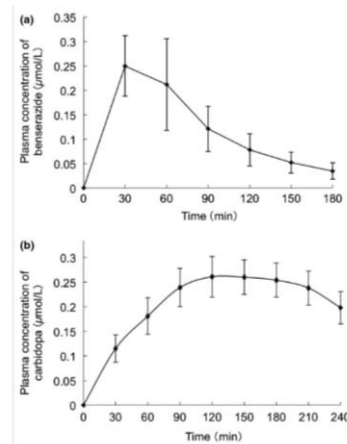 (a)
Plasma concentration of
benserazide (μmol/L)
0.35
0.3
0.25
0.2
0.15
0.1
0.05
0
0 30 60 90 120 150 180
Time (min)
(b)
Plasma concentration of
carbidopa (μmol/L)
0.3
0.25
0.2
0.15
0.1
0.05
0
0 30 60 90 120 150 180 210 240
Time (min)